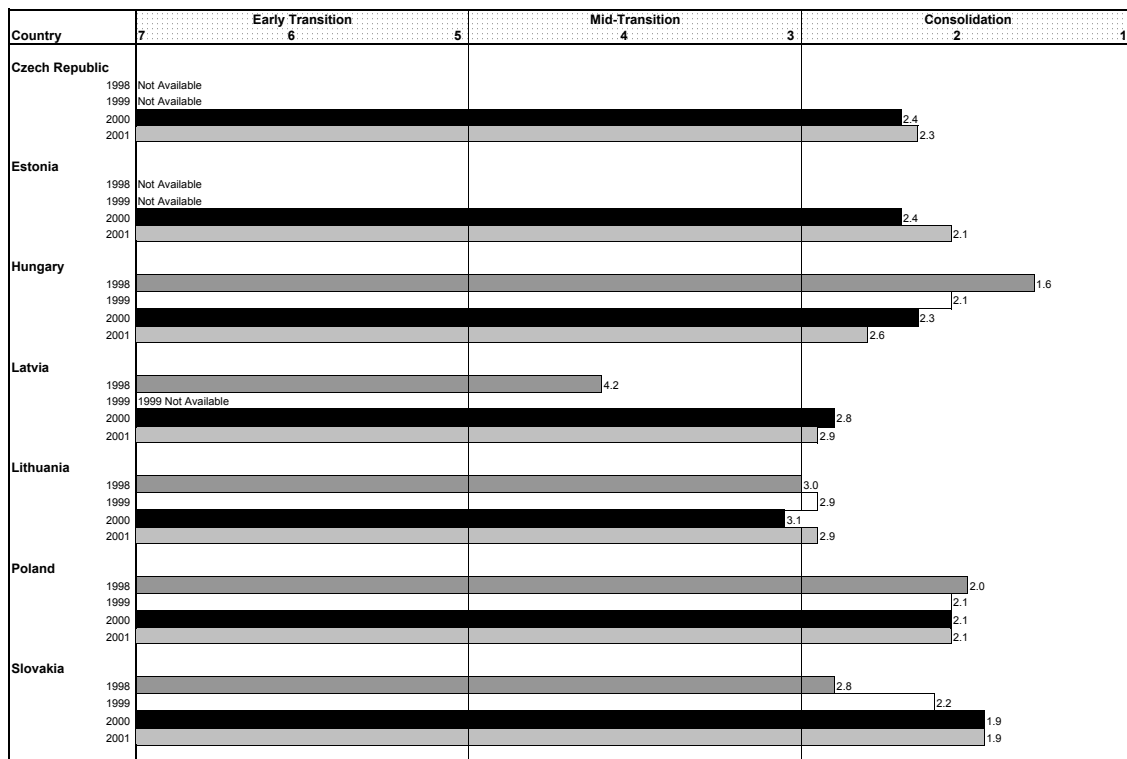 Early Transition Mid-Transition Consolidation
Country 7 6 5 4 3 2 1
Czech Republic
1998 Not Available
1999 Not Available
2000 2.4
2001 2.3
Estonia
1998 Not Available
1999 Not Available
2000 2.4
2001 2.1
Hungary
1998 1.6
1999 2.1
2000 2.3
2001 2.6
Latvia
1998 4.2
1999 1999 Not Available
2000 2.8
2001 2.9
Lithuania
1998 3.0
1999 2.9
2000 3.1
2001 2.9
Poland
1998 2.0
1999 2.1
2000 2.1
2001 2.1
Slovakia
1998 2.8
1999 2.2
2000 1.9
2001 1.9